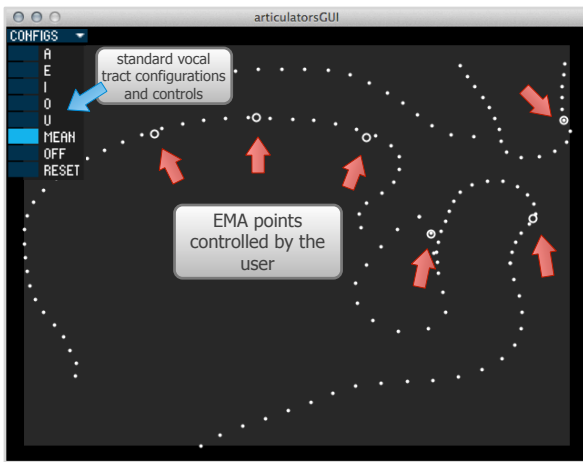 articulatorsGUI
CONFIGS
A
E
I
O
U
MEAN
OFF
RESET
standard vocal
tract configurations
and controls
EMA points
controlled by the
user